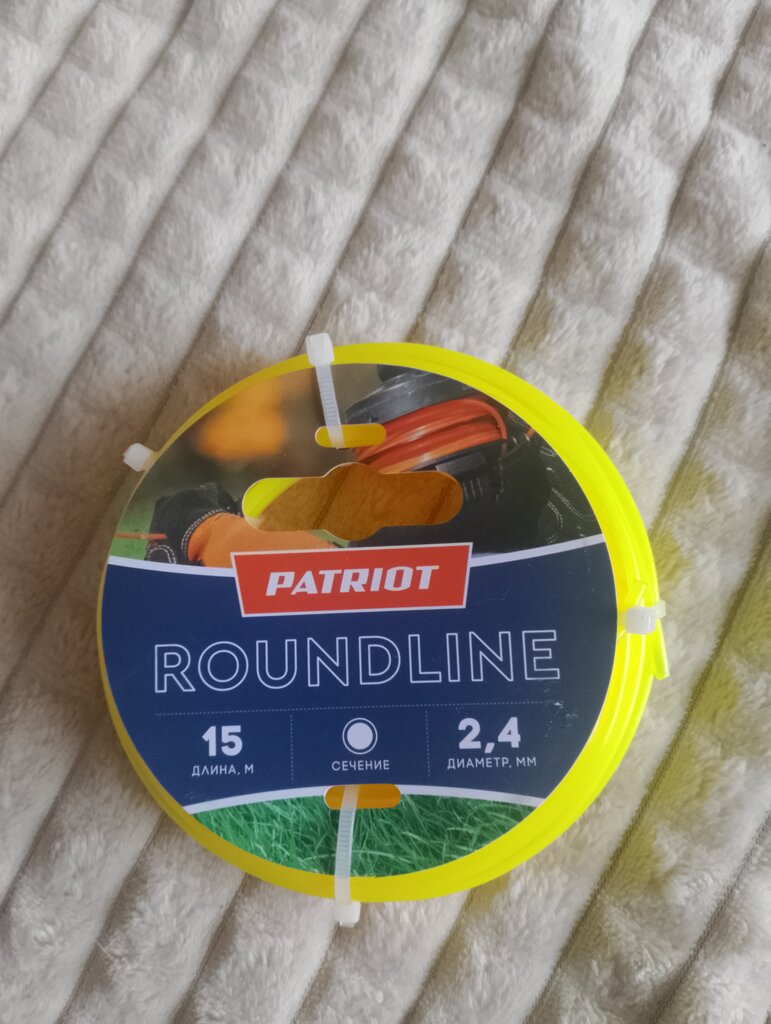 PATRIOT
ROUNDLINE
15 2,4
ДЛИНА, М СЕЧЕНИЕ ДИАМЕТР, ММ